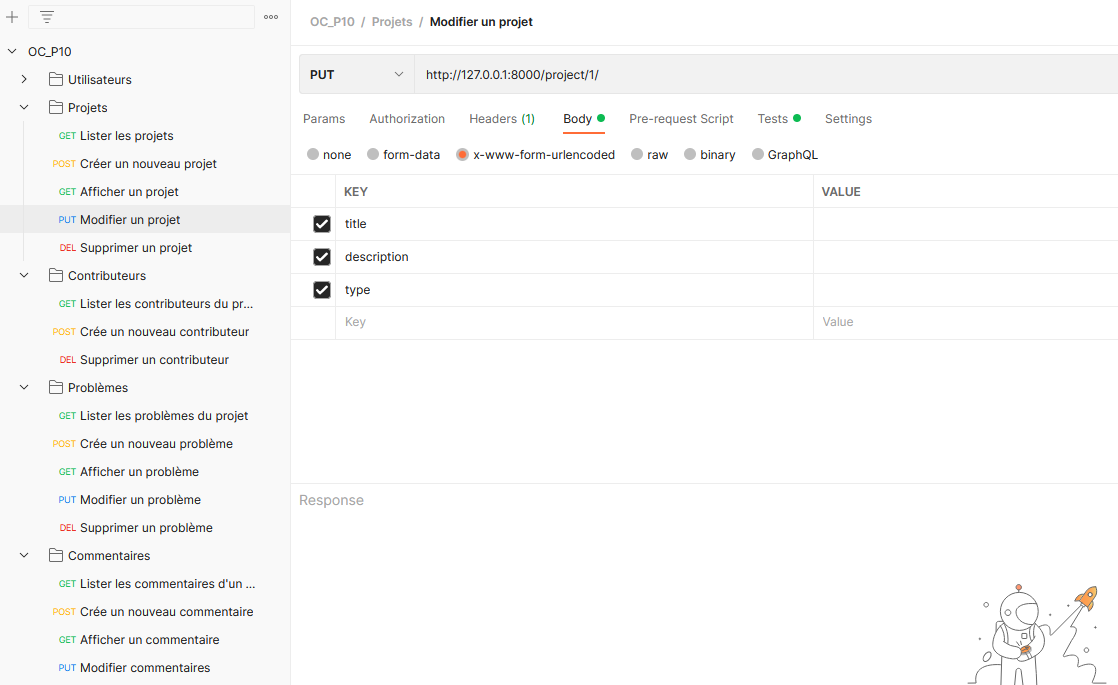 OC_P10
Utilisateurs
Projets
GET Lister les projets
POST Créer un nouveau projet
GET Afficher un projet
PUT Modifier un projet
DEL Supprimer un projet
Contributeurs
GET Lister les contributeurs du pr...
POST Crée un nouveau contributeur
DEL Supprimer un contributeur
Problèmes
GET Lister les problèmes du projet
POST Crée un nouveau problème
GET Afficher un problème
PUT Modifier un problème
DEL Supprimer un problème
Commentaires
GET Lister les commentaires d'un ...
POST Crée un nouveau commentaire
GET Afficher un commentaire
PUT Modifier commentaires
OC_P10 / Projets / Modifier un projet
PUT http://127.0.0.1:8000/project/1/
Params Authorization Headers (1) Body Pre-request Script Tests Settings
none form-data x-www-form-urlencoded raw binary GraphQL
KEY VALUE
title
description
type
Key Value
Response